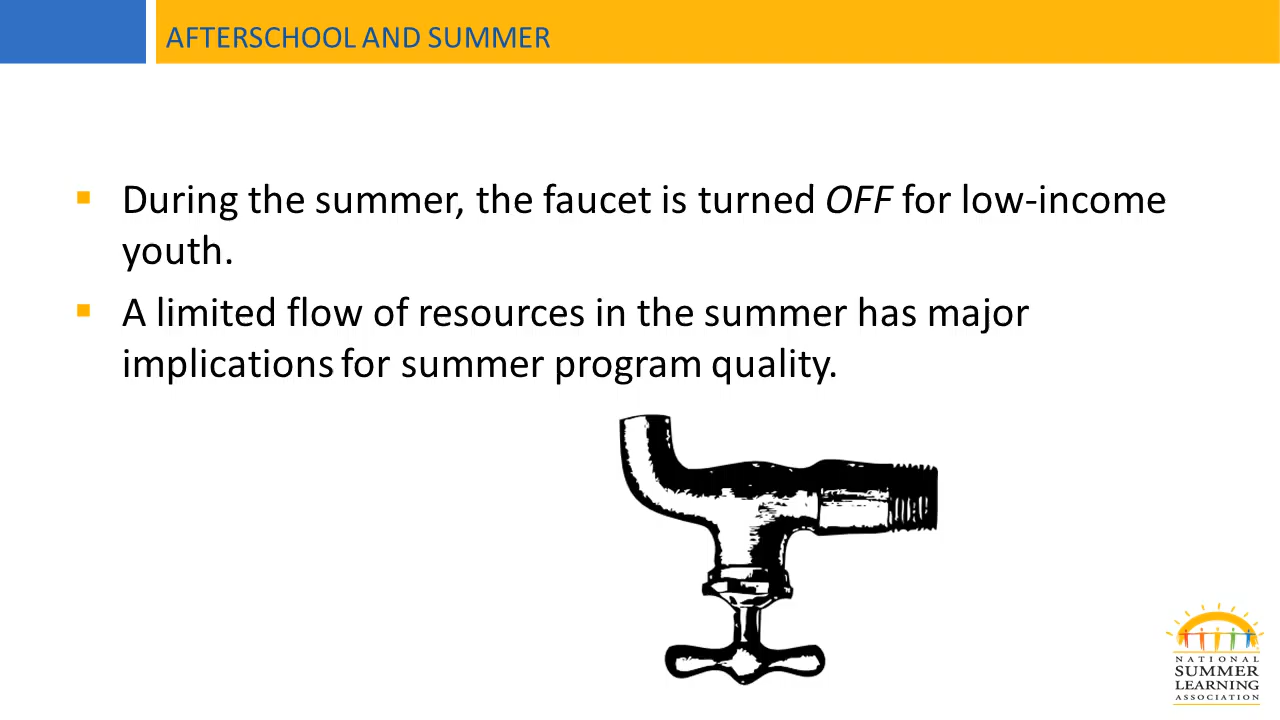 AFTERSCHOOL AND SUMMER
During the summer, the faucet is turned OFF for low-income
youth.
A limited flow of resources in the summer has major
implications for summer program quality.
NATIONAL
SUMMER
LEARNING
ASSOCIATION